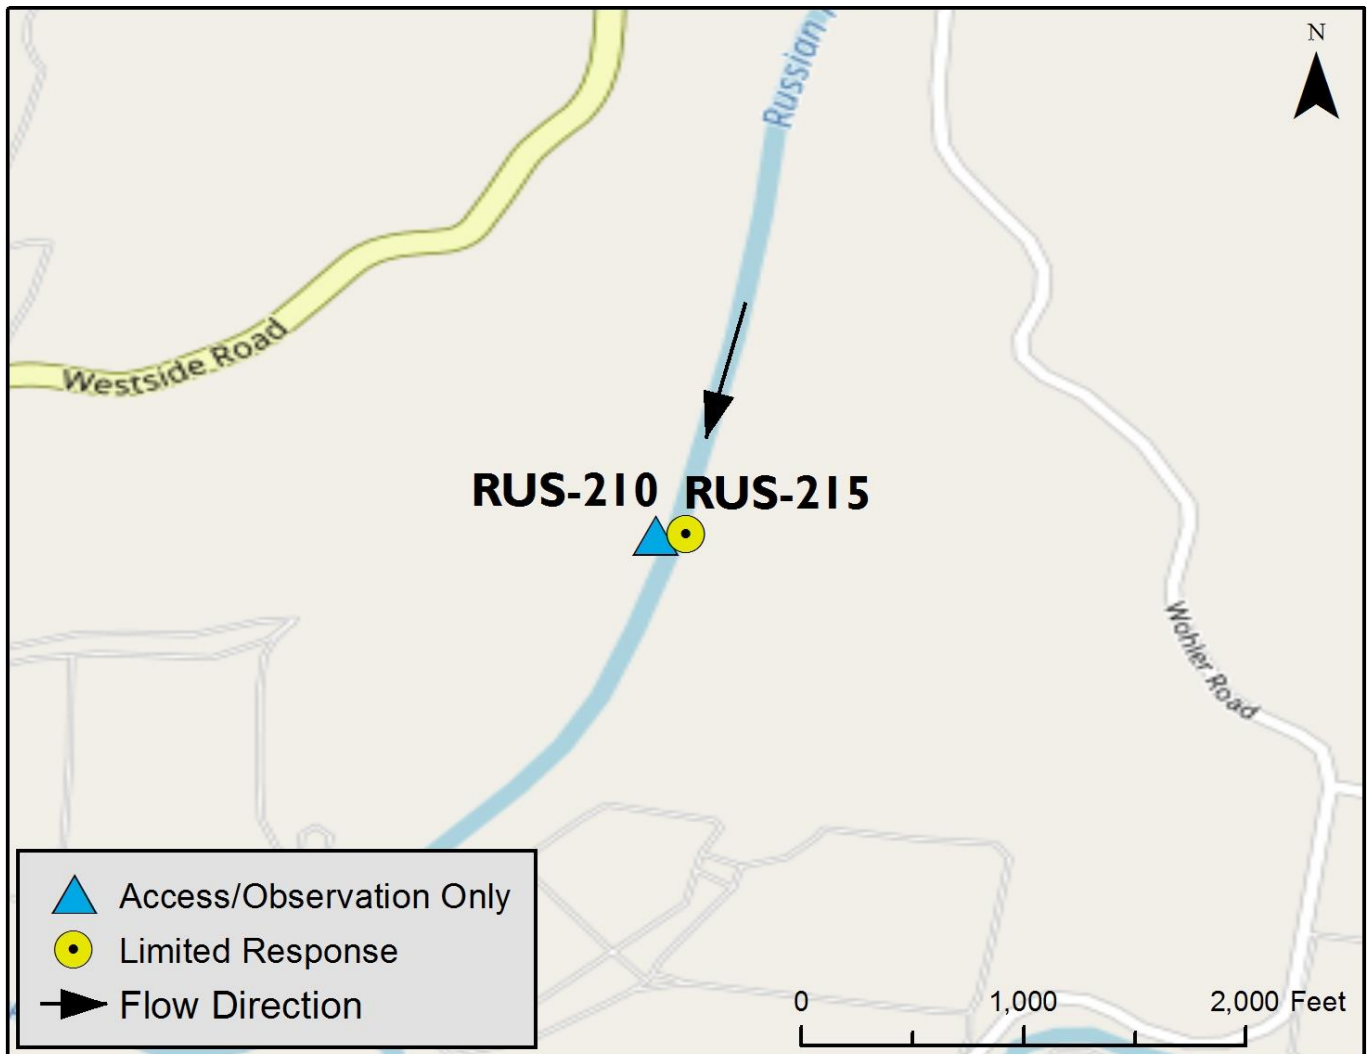 N
Russian
Westside Road
RUS-210 RUS-215
Wohler Road
Access/Observation Only
Limited Response
Flow Direction
0 1,000 2,000 Feet